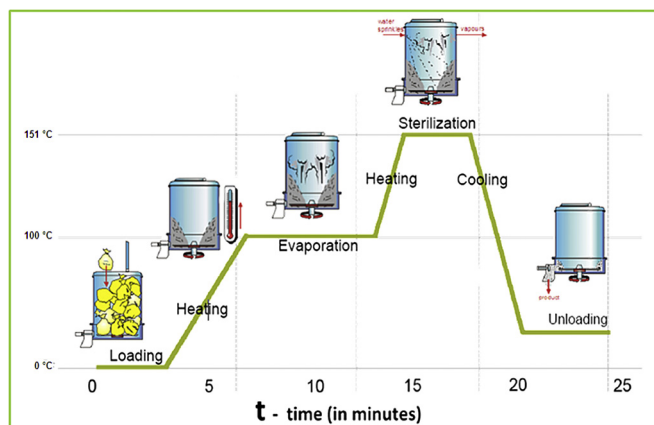 water
sprinkles
vapours
Sterilization
151 °C
Heating
Cooling
100 °C
Evaporation
Heating
product
Unloading
Loading
0 °C
0 5 10 15 20 25
t - time (in minutes)